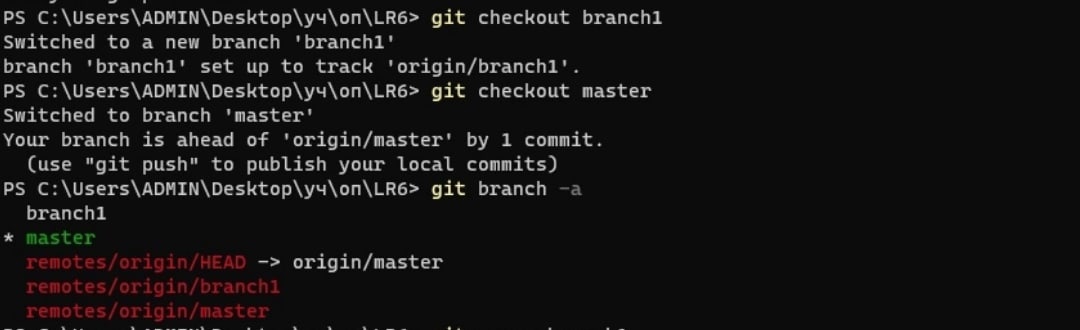 PS C:\Users\ADMIN\Desktop\уч\оп\LR6> git checkout branch1
Switched to a new branch 'branch1'
branch 'branch1' set up to track 'origin/branch1'.
PS C:\Users\ADMIN\Desktop\уч\оп\LR6> git checkout master
Switched to branch 'master'
Your branch is ahead of 'origin/master' by 1 commit.
  (use "git push" to publish your local commits)
PS C:\Users\ADMIN\Desktop\уч\оп\LR6> git branch -a
  branch1
* master
  remotes/origin/HEAD -> origin/master
  remotes/origin/branch1
  remotes/origin/master